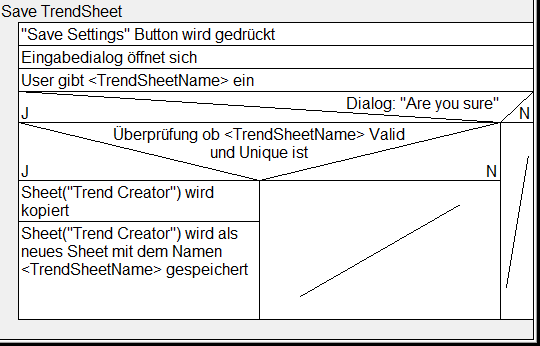 Save TrendSheet
"Save Settings" Button wird gedrückt
Eingabedialog öffnet sich
User gibt <TrendSheetName> ein
Dialog: "Are you sure"
J
N
Überprüfung ob <TrendSheetName> Valid
und Unique ist
J
N
Sheet("Trend Creator") wird
kopiert
Sheet("Trend Creator") wird als
neues Sheet mit dem Namen
<TrendSheetName> gespeichert